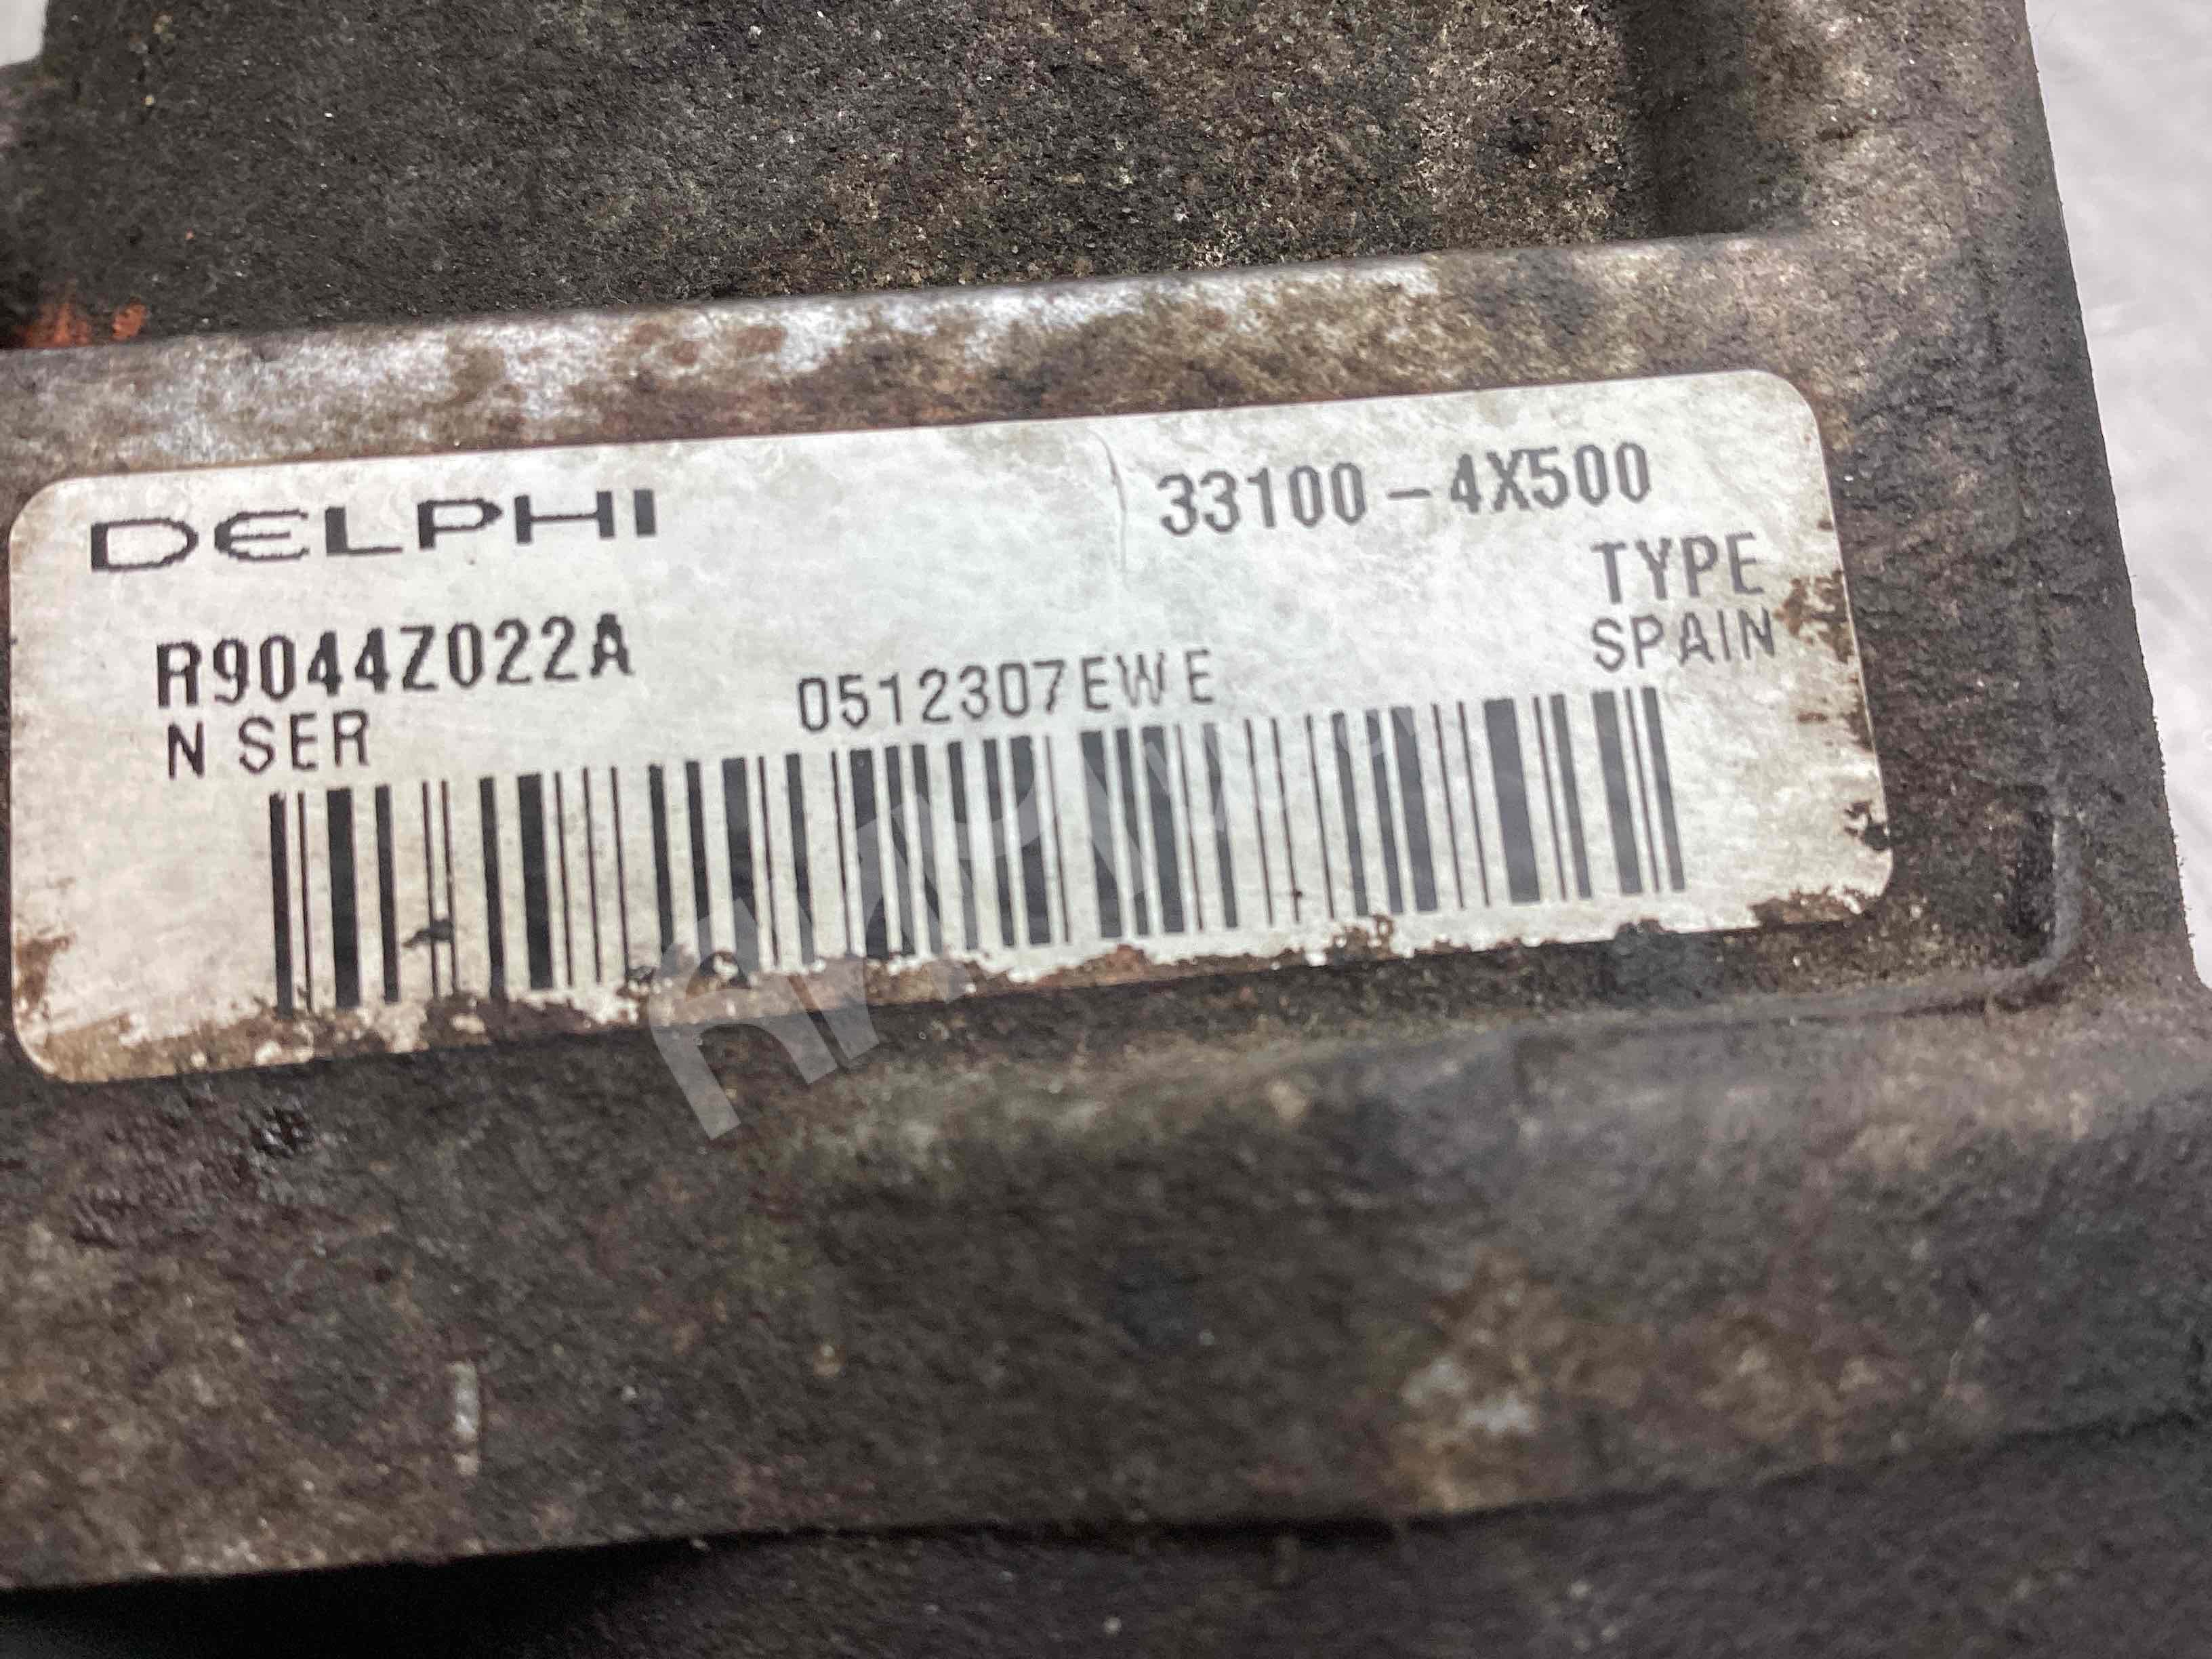 DELPHI 33100-4X500
TYPE
R9044Z022A SPAIN
N SER 0512307EWE